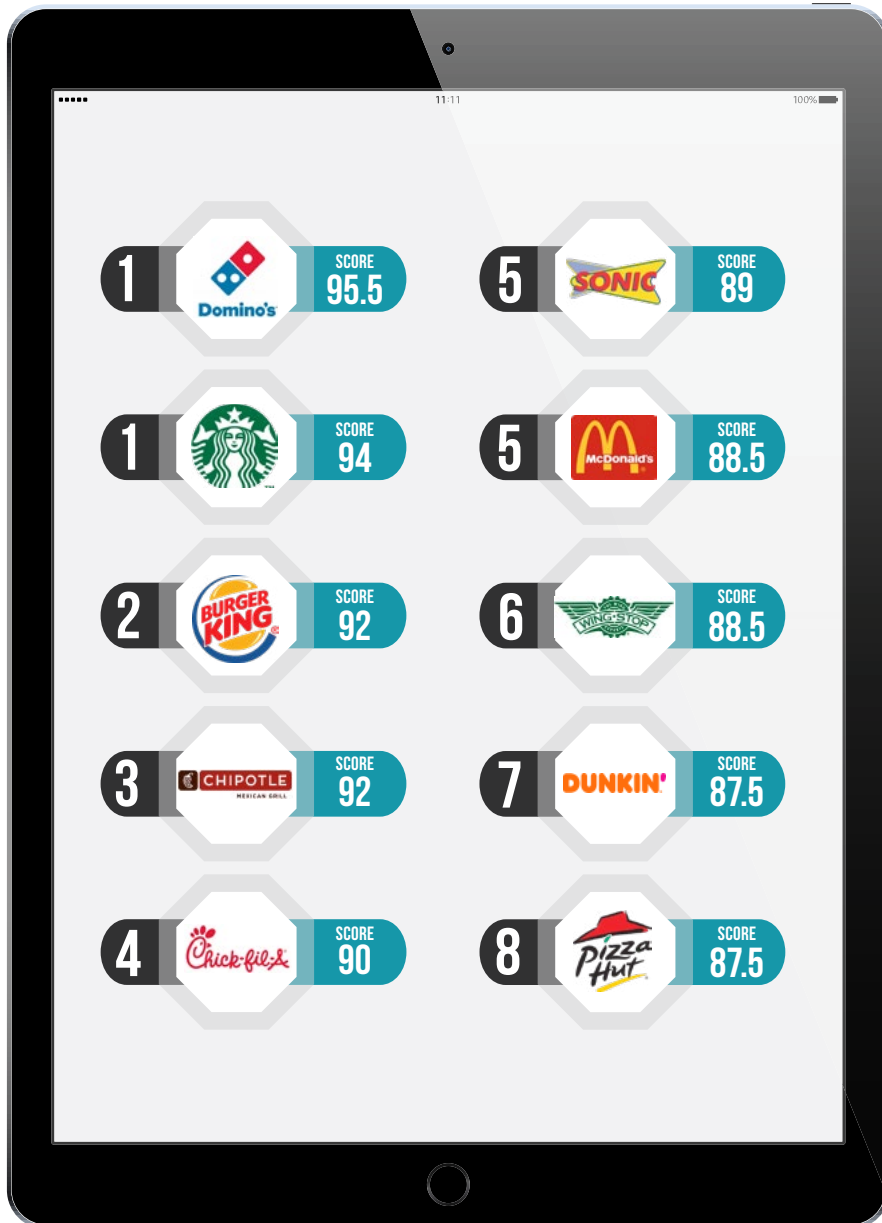 11:11
100%
1
Domino's
SCORE
95.5
1
TM
SCORE
94
2
BURGER
KING
®
SCORE
92
3
CHIPOTLE
MEXICAN GRILL
SCORE
92
4
Chick-fil-A
SCORE
90
5
SONIC
SCORE
89
5
McDonald's
®
SCORE
88.5
6
WING·STOP
SCORE
88.5
7
DUNKIN'
SCORE
87.5
8
Pizza
Hut
SCORE
87.5